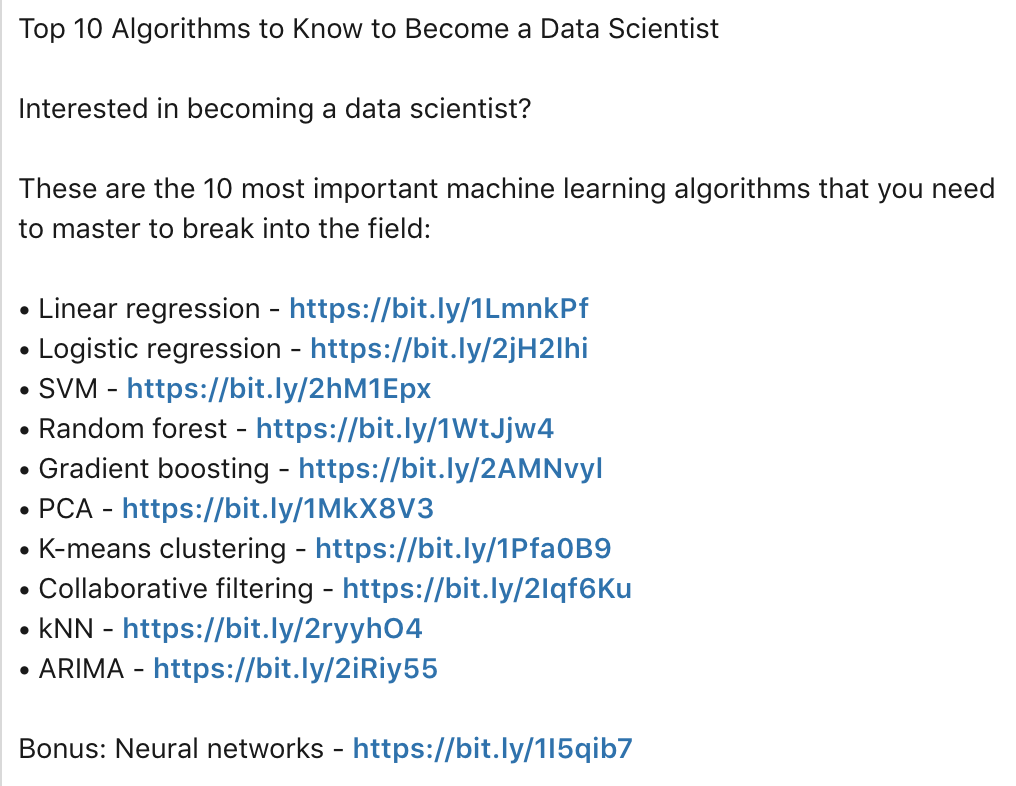 Top 10 Algorithms to Know to Become a Data Scientist
Interested in becoming a data scientist?
These are the 10 most important machine learning algorithms that you need
to master to break into the field:
• Linear regression - https://bit.ly/1LmnkPf
• Logistic regression - https://bit.ly/2jH2lhi
• SVM - https://bit.ly/2hM1Epx
• Random forest - https://bit.ly/1WtJjw4
• Gradient boosting - https://bit.ly/2AMNvyl
• PCA - https://bit.ly/1MkX8V3
• K-means clustering - https://bit.ly/1Pfa0B9
• Collaborative filtering - https://bit.ly/2Iqf6Ku
• kNN - https://bit.ly/2ryyhO4
• ARIMA - https://bit.ly/2iRiy55
Bonus: Neural networks - https://bit.ly/1I5qib7